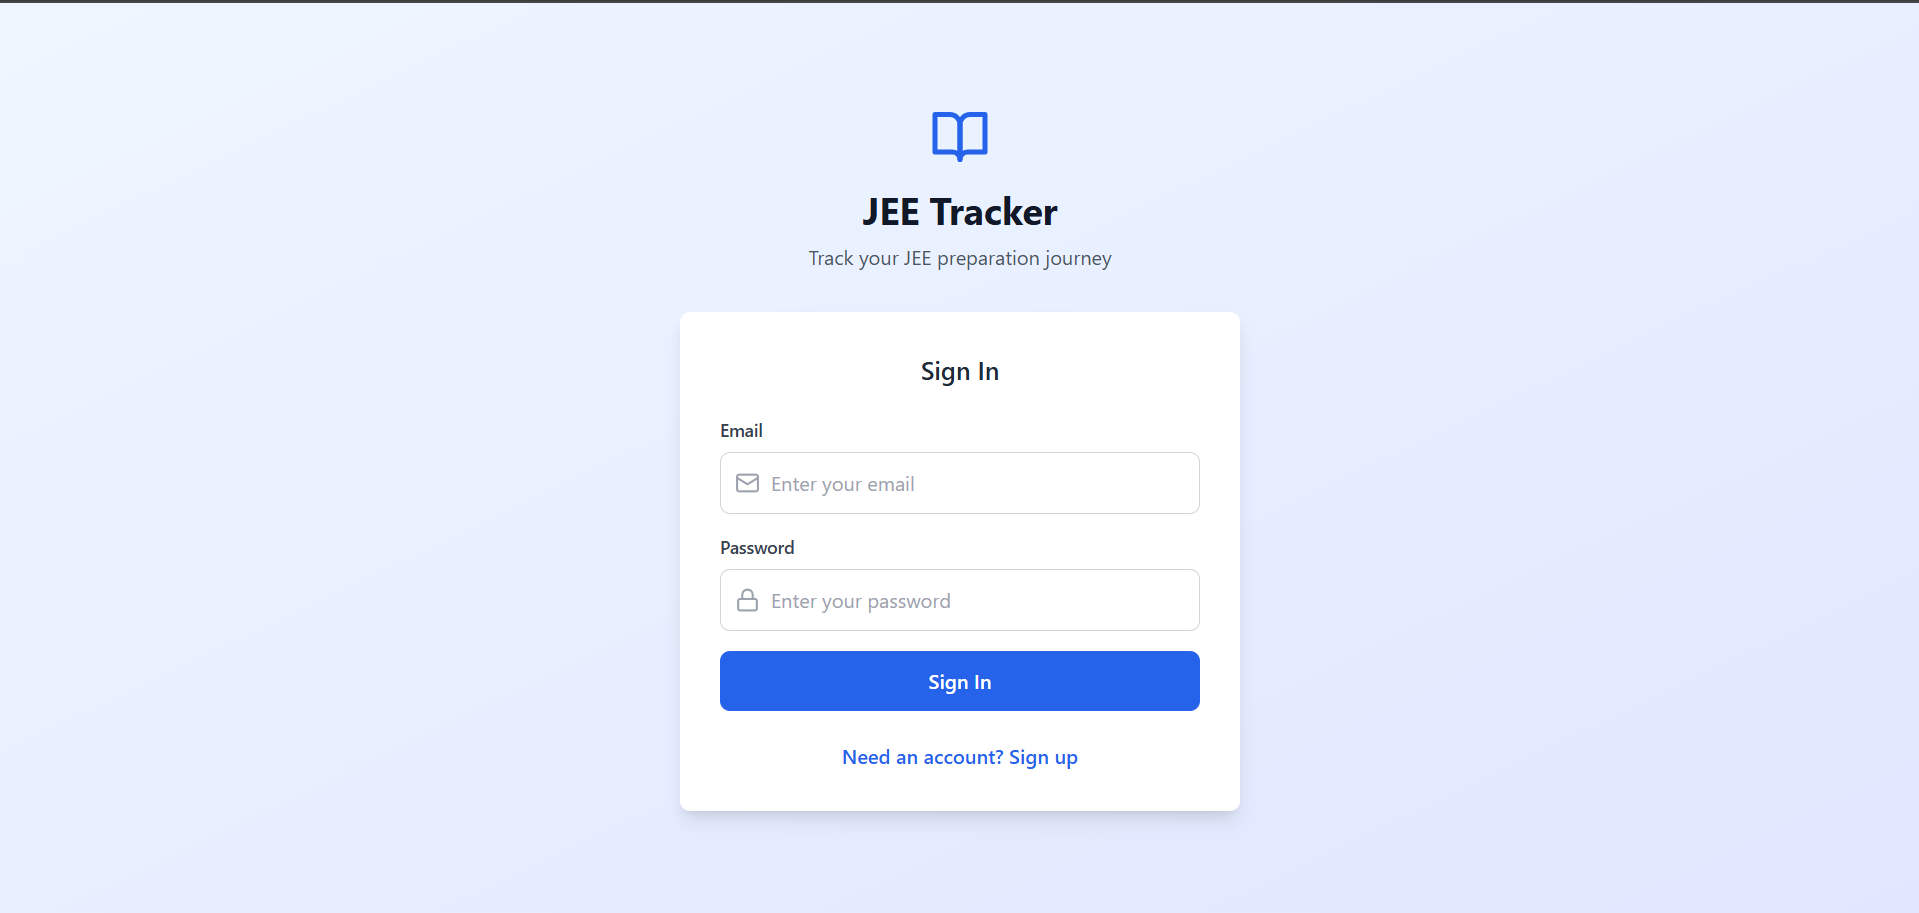 JEE Tracker
Track your JEE preparation journey
Sign In
Email
Enter your email
Password
Enter your password
Sign In
Need an account? Sign up